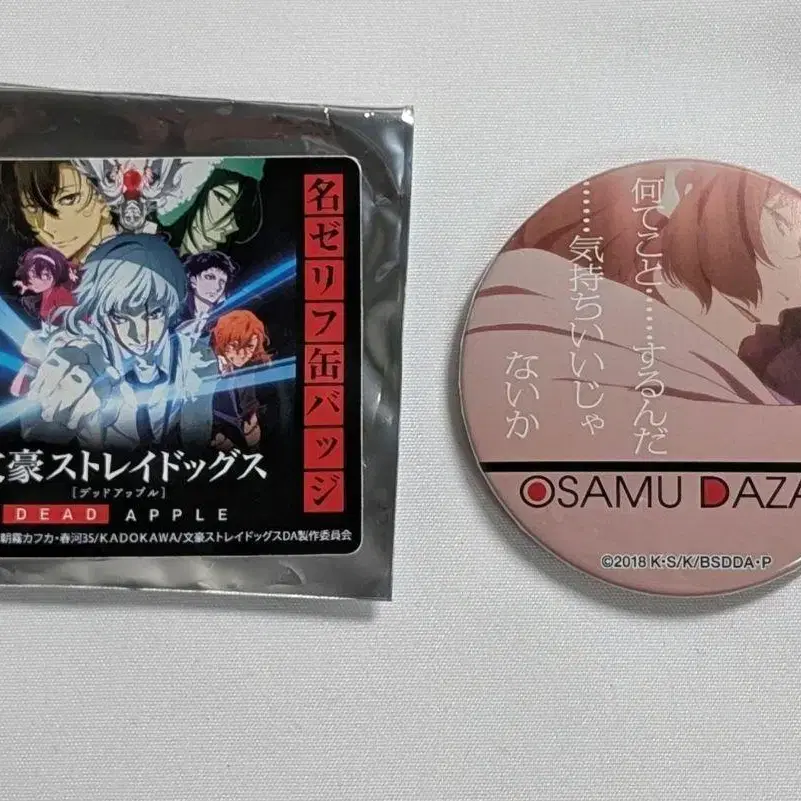 名ゼリフ缶バッジ
文豪ストレイドッグス
［デッドアップル］
DEAD APPLE
朝霧カフカ・春河35/KADOKAWA/文豪ストレイドッグスDA製作委員会
何てこと……するんだ
……気持ちいいじゃ
ないか
OSAMU DAZA
©2018 K・S/K/BSDDA・P